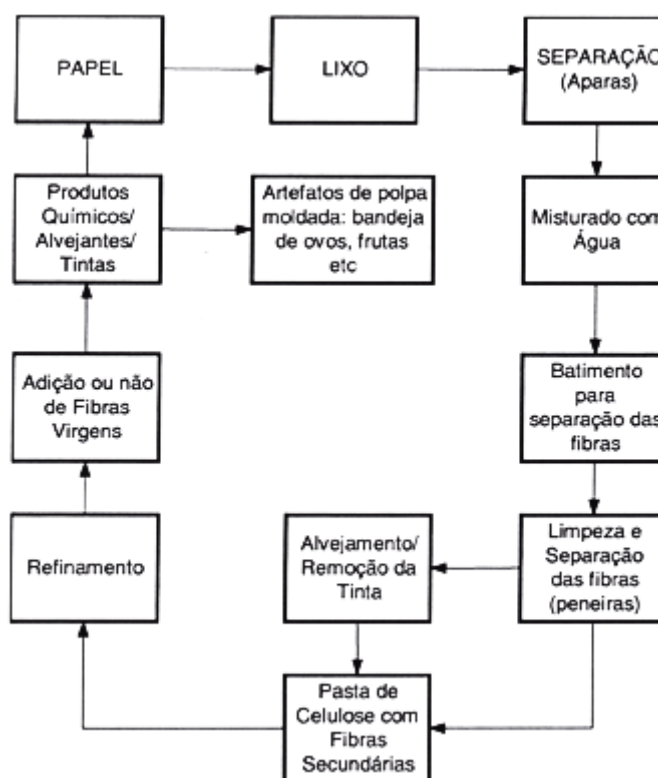 PAPEL
LIXO
SEPARAÇÃO
(Aparas)
Produtos
Químicos/
Alvejantes/
Tintas
Artefatos de polpa
moldada: bandeja
de ovos, frutas
etc
Misturado com
Água
Adição ou não
de Fibras
Virgens
Batimento
para
separação das
fibras
Refinamento
Alvejamento/
Remoção da
Tinta
Limpeza e
Separação
das fibras
(peneiras)
Pasta de
Celulose com
Fibras
Secundárias